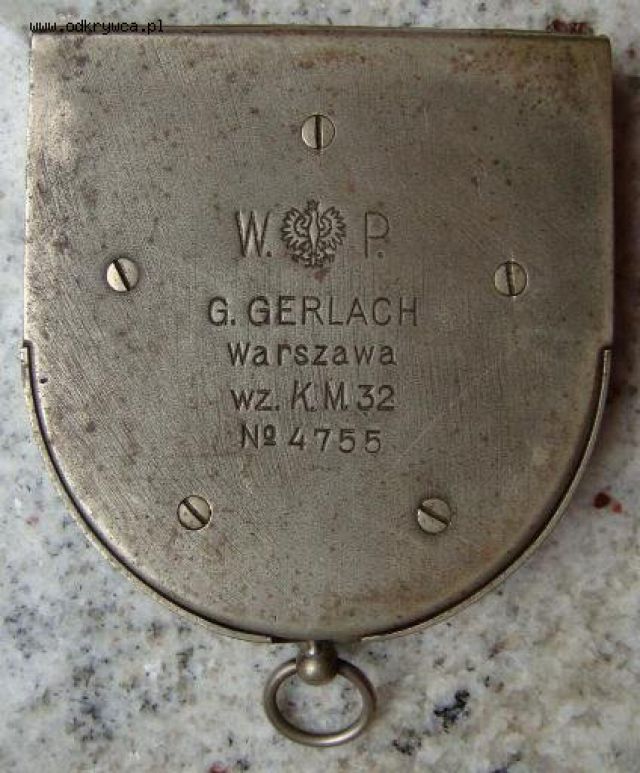 www.odkrywca.pl
W. P.
G. GERLACH
Warszawa
wz. K.M. 32
Nº 4755